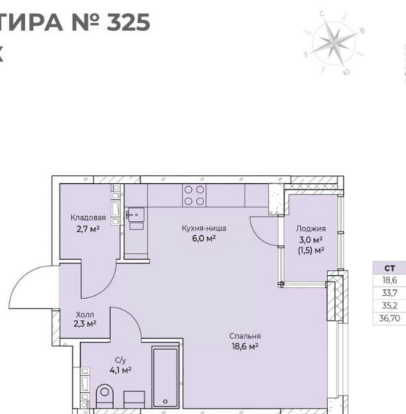 ТИРА № 325
Кладовая
2,7 м²
Кухня-ниша
6,0 м²
Лоджия
3,0 м²
(1,5) м²
Холл
2,3 м²
Спальня
18,6 м²
С/у
4,1 м²
СТ
18,6
33,7
35,2
36,70